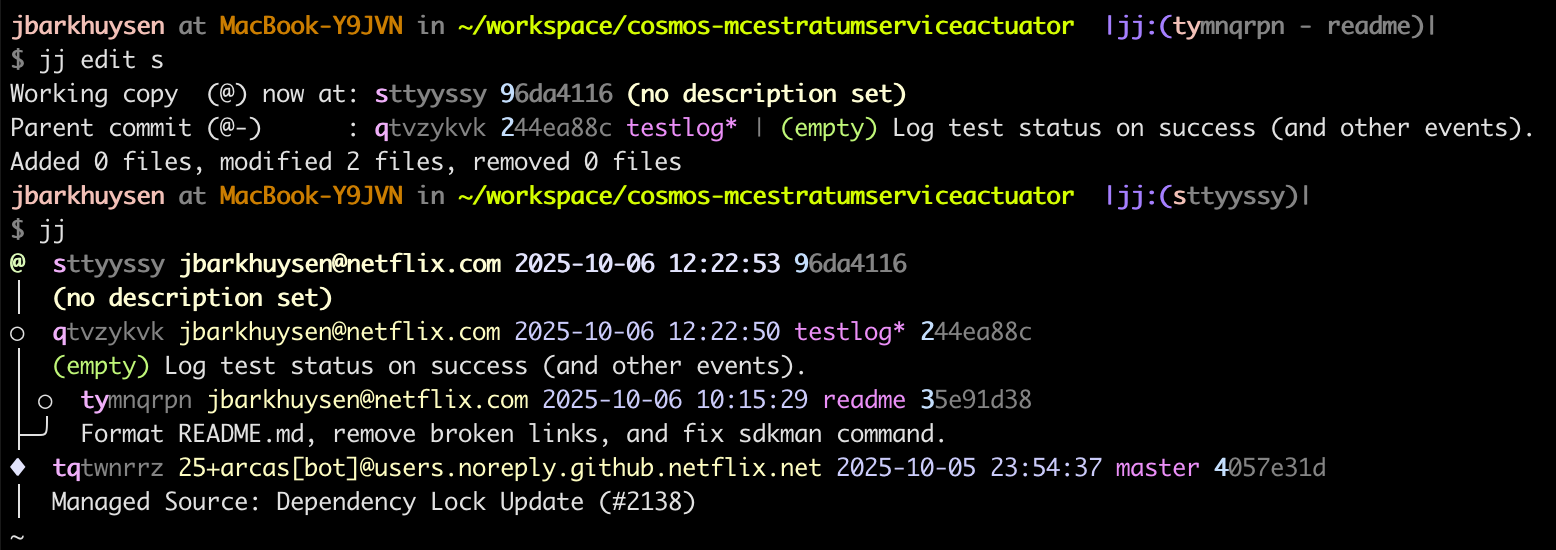 jbarkhuysen at MacBook-Y9JVN in ~/workspace/cosmos-mcestratumserviceactuator |jj:(tymnqrpn - readme)|
$ jj edit s
Working copy  (@) now at: sttyyssy 96da4116 (no description set)
Parent commit (@-)      : qtvzykvk 244ea88c testlog* | (empty) Log test status on success (and other events).
Added 0 files, modified 2 files, removed 0 files
jbarkhuysen at MacBook-Y9JVN in ~/workspace/cosmos-mcestratumserviceactuator |jj:(sttyyssy)|
$ jj
@  sttyyssy jbarkhuysen@netflix.com 2025-10-06 12:22:53 96da4116
│  (no description set)
○  qtvzykvk jbarkhuysen@netflix.com 2025-10-06 12:22:50 testlog* 244ea88c
│  (empty) Log test status on success (and other events).
│ ○  tymnqrpn jbarkhuysen@netflix.com 2025-10-06 10:15:29 readme 35e91d38
├─╯  Format README.md, remove broken links, and fix sdkman command.
◆  tqtwnrrz 25+arcas[bot]@users.noreply.github.netflix.net 2025-10-05 23:54:37 master 4057e31d
│  Managed Source: Dependency Lock Update (#2138)
~